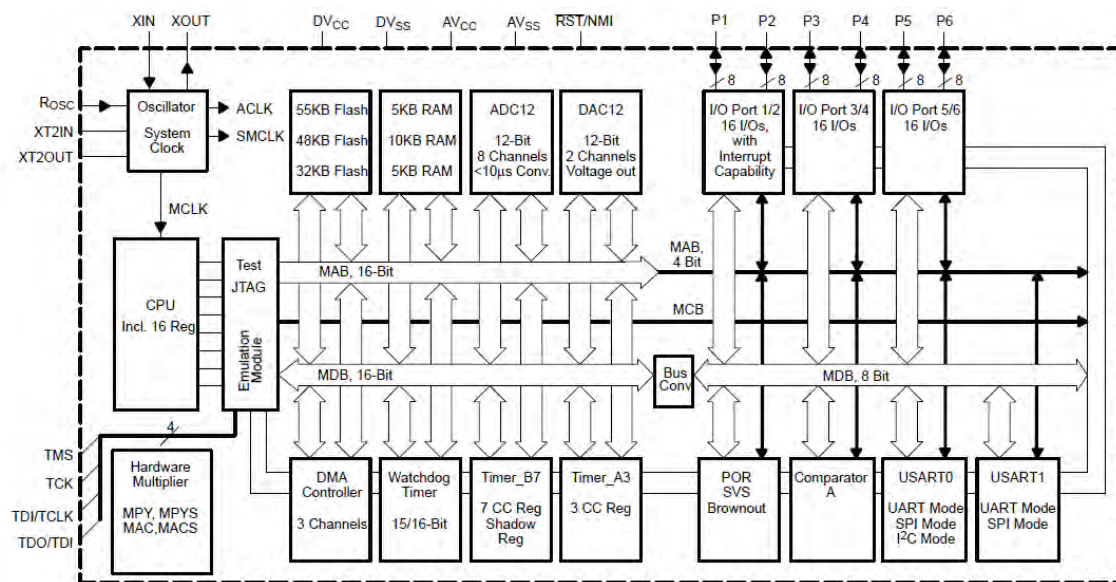 XIN XOUT DVCC DVSS AVCC AVSS RST/NMI P1 P2 P3 P4 P5 P6
8 8 8 8 8 8
ROSC
XT2IN
XT2OUT
Oscillator
System
Clock
ACLK
SMCLK
MCLK
55KB Flash
48KB Flash
32KB Flash
5KB RAM
10KB RAM
5KB RAM
ADC12
12-Bit
8 Channels
<10μs Conv.
DAC12
12-Bit
2 Channels
Voltage out
I/O Port 1/2
16 I/Os,
with
Interrupt
Capability
I/O Port 3/4
16 I/Os
I/O Port 5/6
16 I/Os
CPU
Incl. 16 Reg
Test
JTAG
Emulation
Module
MAB, 16-Bit
MAB,
4 Bit
MCB
MDB, 16-Bit
Bus
Conv
MDB, 8 Bit
4
TMS
TCK
TDI/TCLK
TDO/TDI
Hardware
Multiplier
MPY, MPYS
MAC,MACS
DMA
Controller
3 Channels
Watchdog
Timer
15/16-Bit
Timer_B7
7 CC Reg
Shadow
Reg
Timer_A3
3 CC Reg
POR
SVS
Brownout
Comparator
A
USART0
UART Mode
SPI Mode
I2C Mode
USART1
UART Mode
SPI Mode